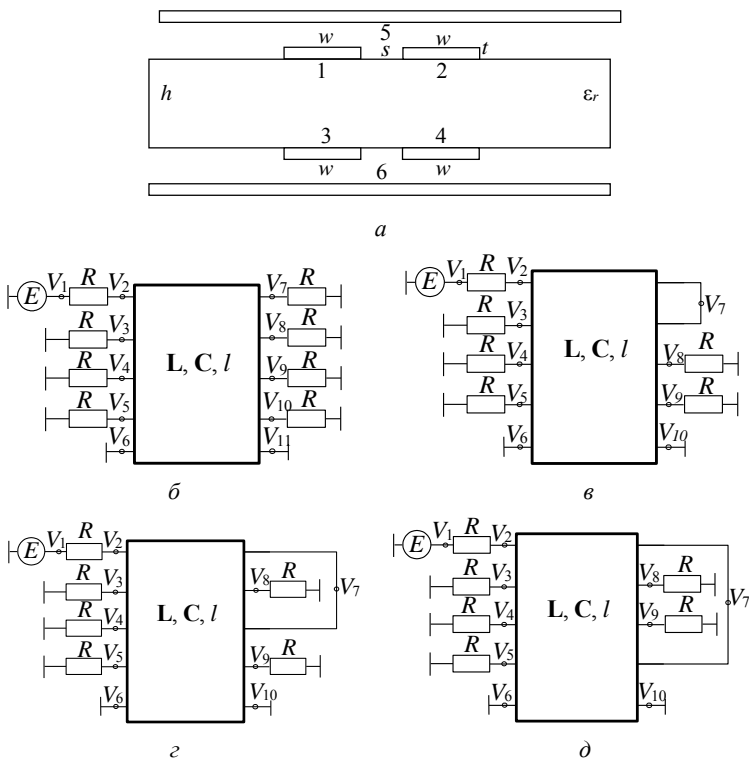 5
w s w t
1 2
h εr
3 4
w 6 w
а
E V1 R V2 V7 R
R V3 V8 R
R V4 L, C, l V9 R
R V5 V10 R
V6 V11
б
E V1 R V2
R V3 V7
R V4 L, C, l V8 R
R V5 V9 R
V6 V10
в
E V1 R V2
R V3 V8 R V7
R V4 L, C, l
R V5 V9 R
V6 V10
г
E V1 R V2
R V3 V8 R V7
R V4 L, C, l V9 R
R V5
V6 V10
д